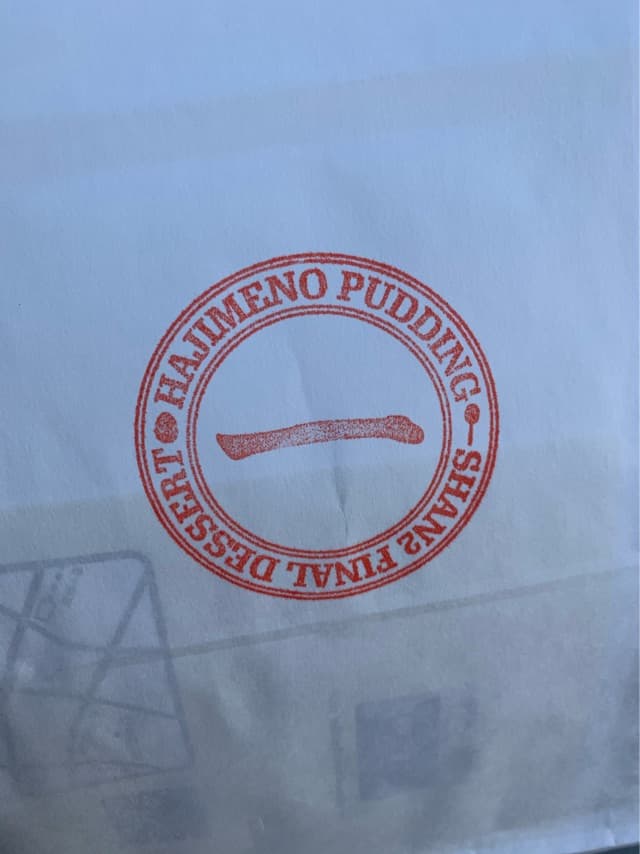 HAJIMENO PUDDING
一
SHAN2 FINAL DESSERT